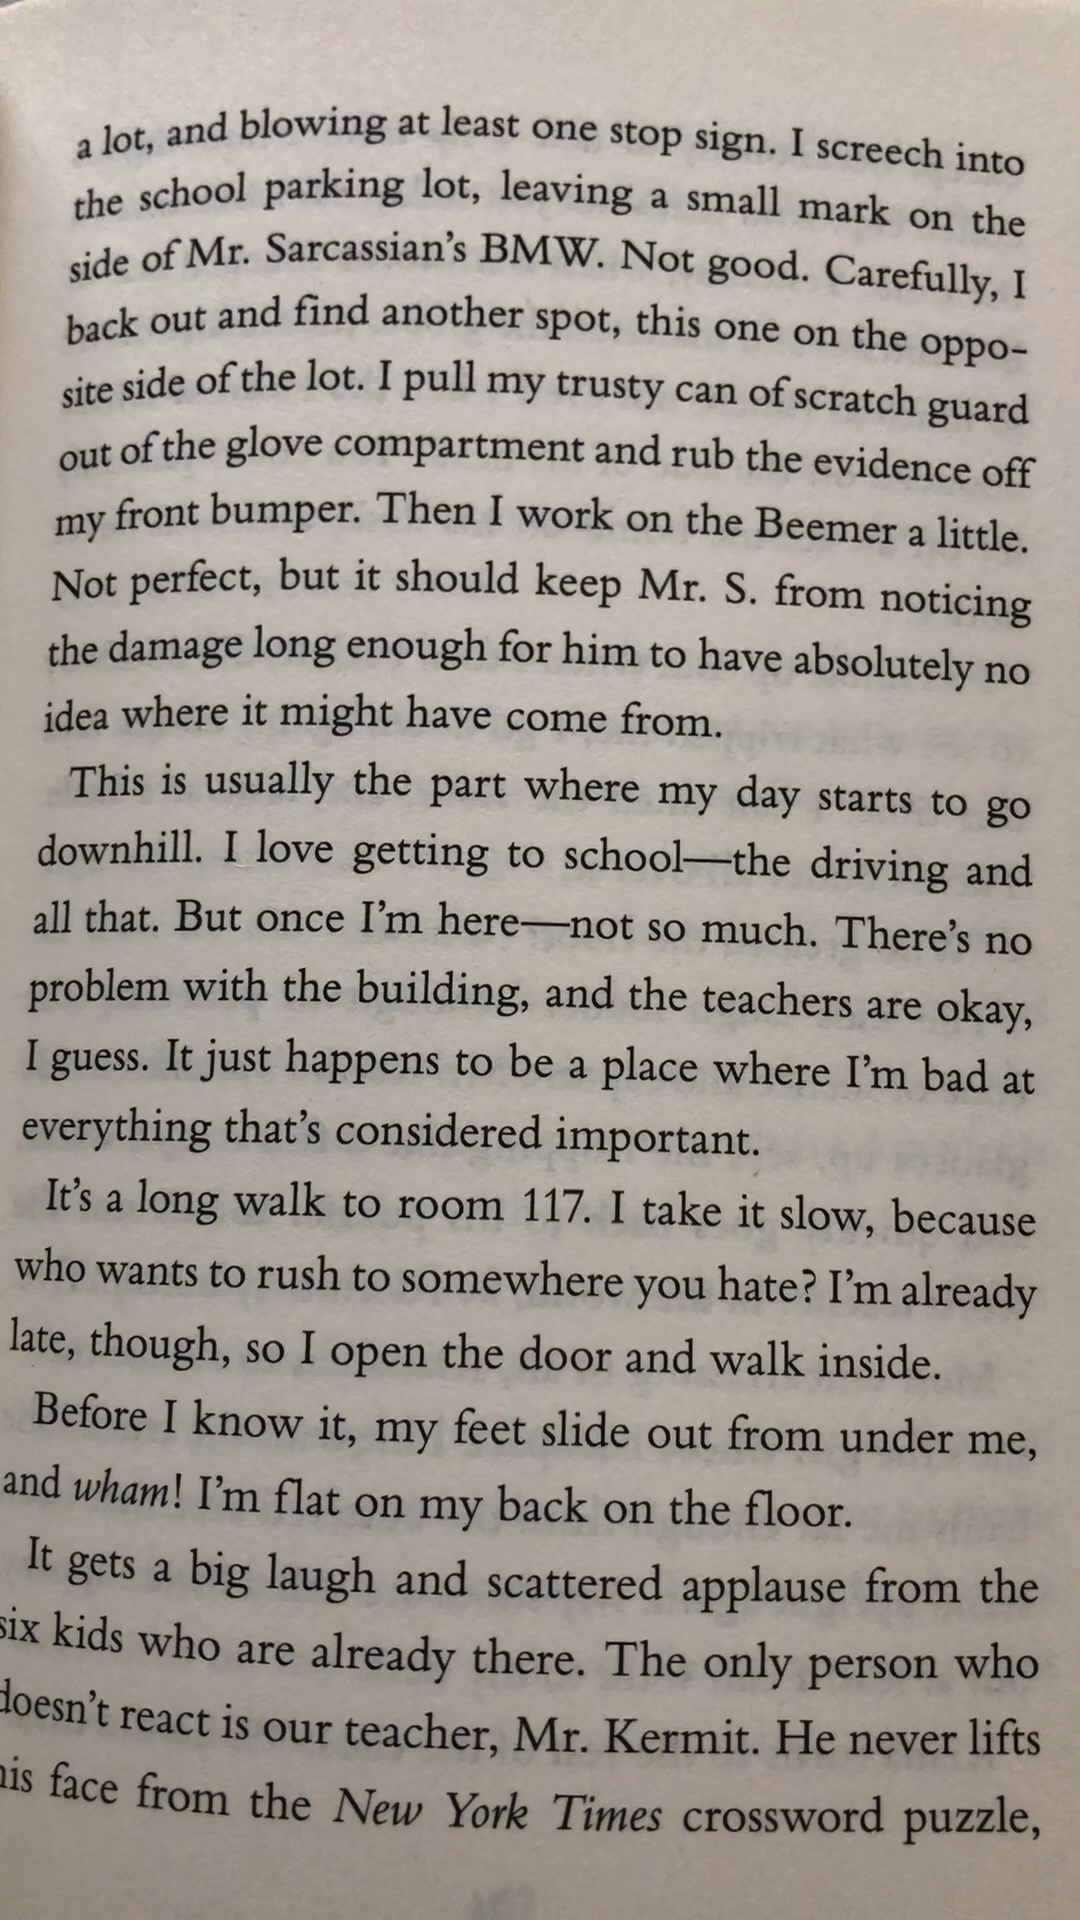 a lot, and blowing at least one stop sign. I screech into
the school parking lot, leaving a small mark on the
side of Mr. Sarcassian's BMW. Not good. Carefully, I
back out and find another spot, this one on the oppo-
site side of the lot. I pull my trusty can of scratch guard
out of the glove compartment and rub the evidence off
my front bumper. Then I work on the Beemer a little.
Not perfect, but it should keep Mr. S. from noticing
the damage long enough for him to have absolutely no
idea where it might have come from.
This is usually the part where my day starts to go
downhill. I love getting to school—the driving and
all that. But once I'm here—not so much. There's no
problem with the building, and the teachers are okay,
I guess. It just happens to be a place where I'm bad at
everything that's considered important.
It's a long walk to room 117. I take it slow, because
who wants to rush to somewhere you hate? I'm already
late, though, so I open the door and walk inside.
Before I know it, my feet slide out from under me,
and wham! I'm flat on my back on the floor.
It gets a big laugh and scattered applause from the
six kids who are already there. The only person who
doesn't react is our teacher, Mr. Kermit. He never lifts
his face from the New York Times crossword puzzle,